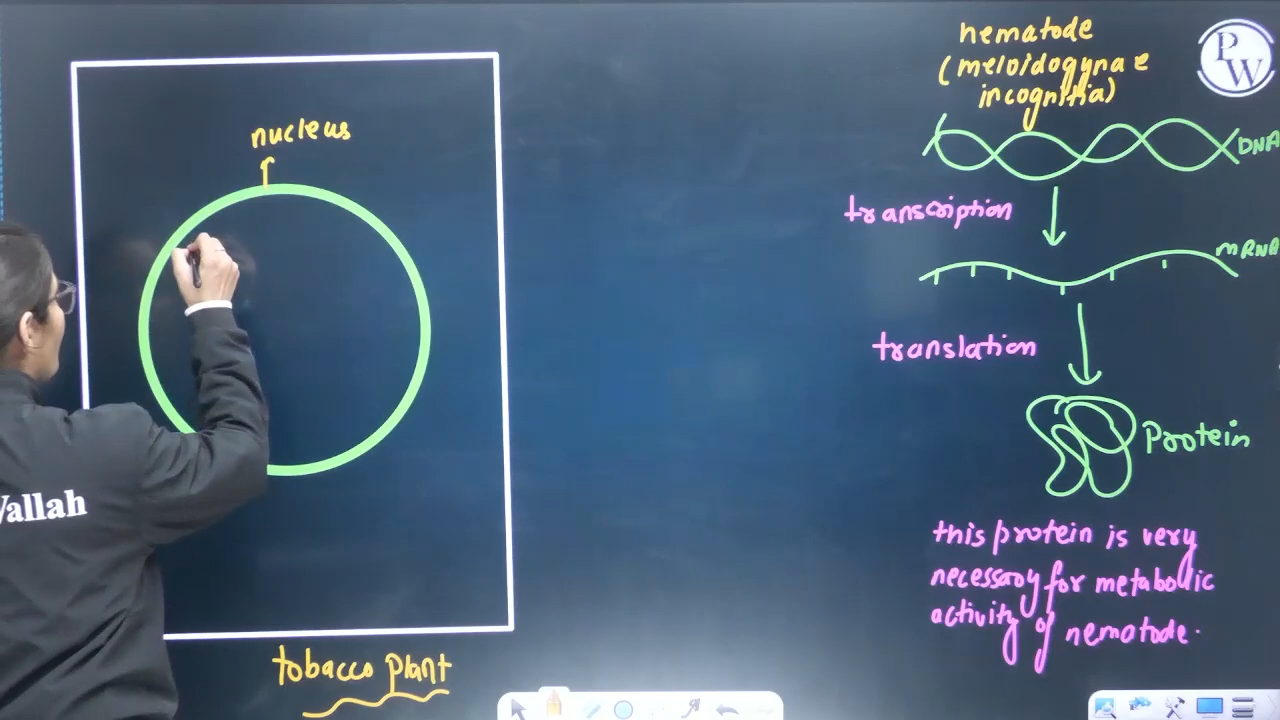 nucleus
tobacco plant
Vallah
nematode
(meloidogynae
incognitia)
PW
DNA
transcription
mRNA
translation
Protein
this protein is very
necessary for metabolic
activity of nematode.